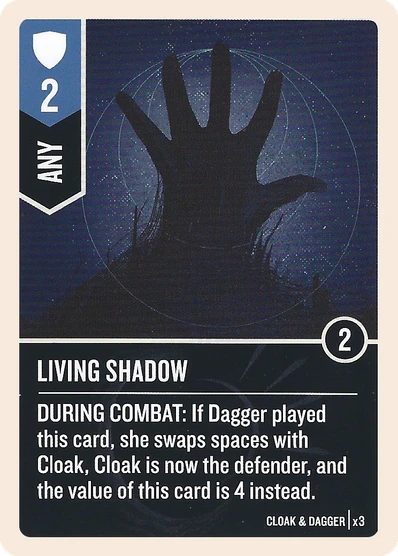 2
ANY
2
LIVING SHADOW
DURING COMBAT: If Dagger played
this card, she swaps spaces with
Cloak, Cloak is now the defender, and
the value of this card is 4 instead.
CLOAK & DAGGER | x3